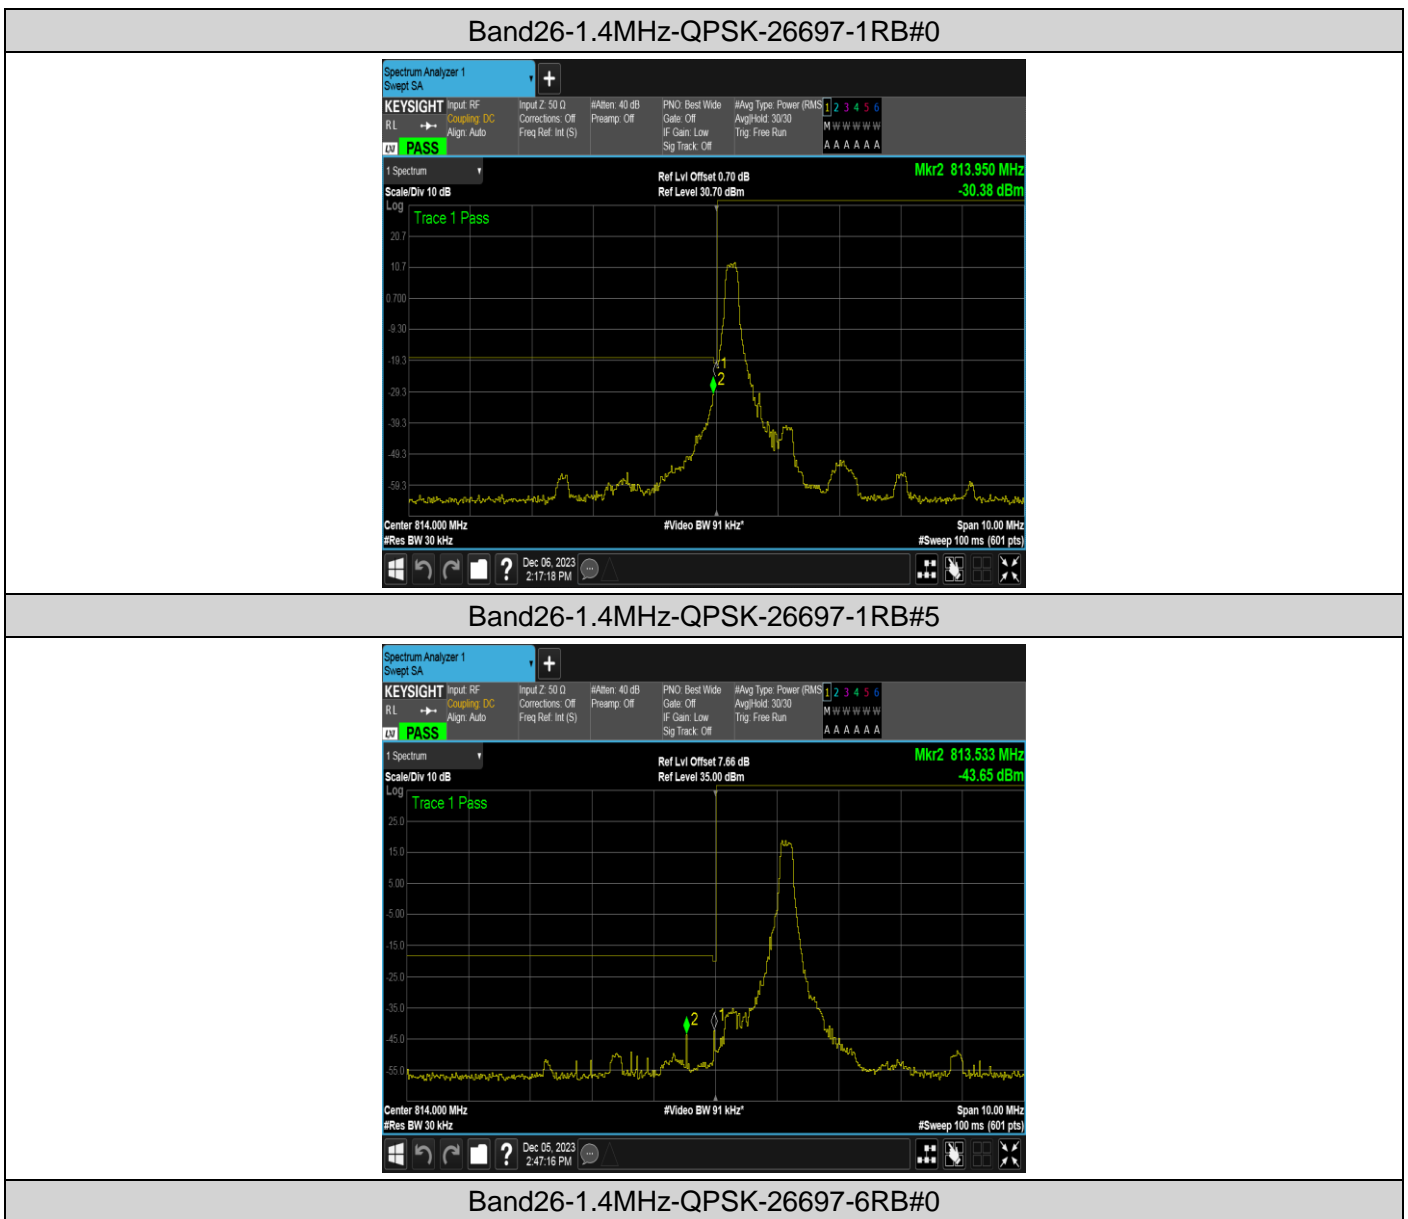 Band26-1.4MHz-QPSK-26697-1RB#0
Spectrum Analyzer 1
Swept SA
KEYSIGHT
RL
LXI PASS
Input: RF
Coupling: DC
Align: Auto
Input Z: 50 Ω
Corrections: Off
Freq Ref: Int (S)
#Atten: 40 dB
Preamp: Off
PNO: Best Wide
Gate: Off
IF Gain: Low
Sig Track: Off
#Avg Type: Power (RMS
Avg|Hold: 30/30
Trig: Free Run
1 2 3 4 5 6
M W W W W W
A A A A A A
1 Spectrum
Scale/Div 10 dB
Ref Lvl Offset 0.70 dB
Ref Level 30.70 dBm
Mkr2 813.950 MHz
-30.38 dBm
Log
Trace 1 Pass
20.7
10.7
0.700
-9.30
-19.3
-29.3
-39.3
-49.3
-59.3
1
2
Center 814.000 MHz
#Res BW 30 kHz
#Video BW 91 kHz*
Span 10.00 MHz
#Sweep 100 ms (601 pts)
Dec 06, 2023
2:17:18 PM
Band26-1.4MHz-QPSK-26697-1RB#5
Spectrum Analyzer 1
Swept SA
KEYSIGHT
RL
LXI PASS
Input: RF
Coupling: DC
Align: Auto
Input Z: 50 Ω
Corrections: Off
Freq Ref: Int (S)
#Atten: 40 dB
Preamp: Off
PNO: Best Wide
Gate: Off
IF Gain: Low
Sig Track: Off
#Avg Type: Power (RMS
Avg|Hold: 30/30
Trig: Free Run
1 2 3 4 5 6
M W W W W W
A A A A A A
1 Spectrum
Scale/Div 10 dB
Ref Lvl Offset 7.66 dB
Ref Level 35.00 dBm
Mkr2 813.533 MHz
-43.65 dBm
Log
Trace 1 Pass
25.0
15.0
5.00
-5.00
-15.0
-25.0
-35.0
-45.0
-55.0
2
1
Center 814.000 MHz
#Res BW 30 kHz
#Video BW 91 kHz*
Span 10.00 MHz
#Sweep 100 ms (601 pts)
Dec 05, 2023
2:47:16 PM
Band26-1.4MHz-QPSK-26697-6RB#0